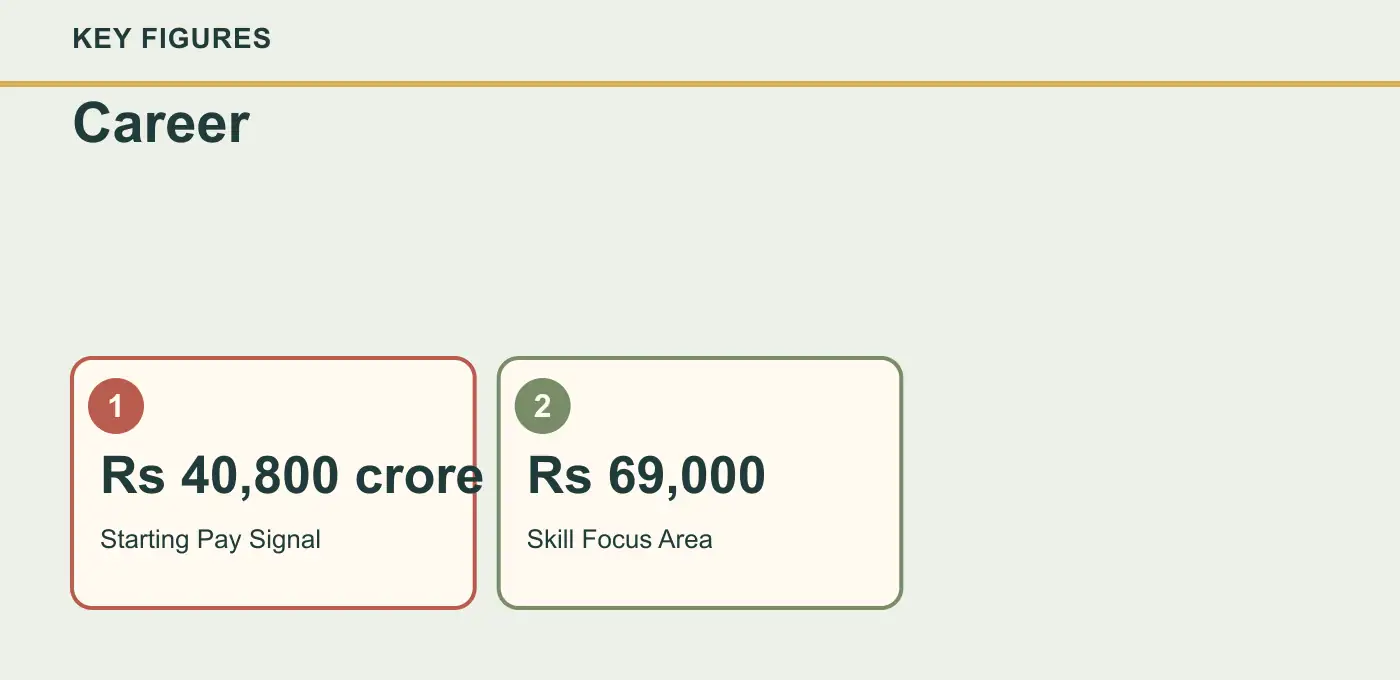 KEY FIGURES
Career
1
Rs 40,800 crore
Starting Pay Signal
2
Rs 69,000
Skill Focus Area